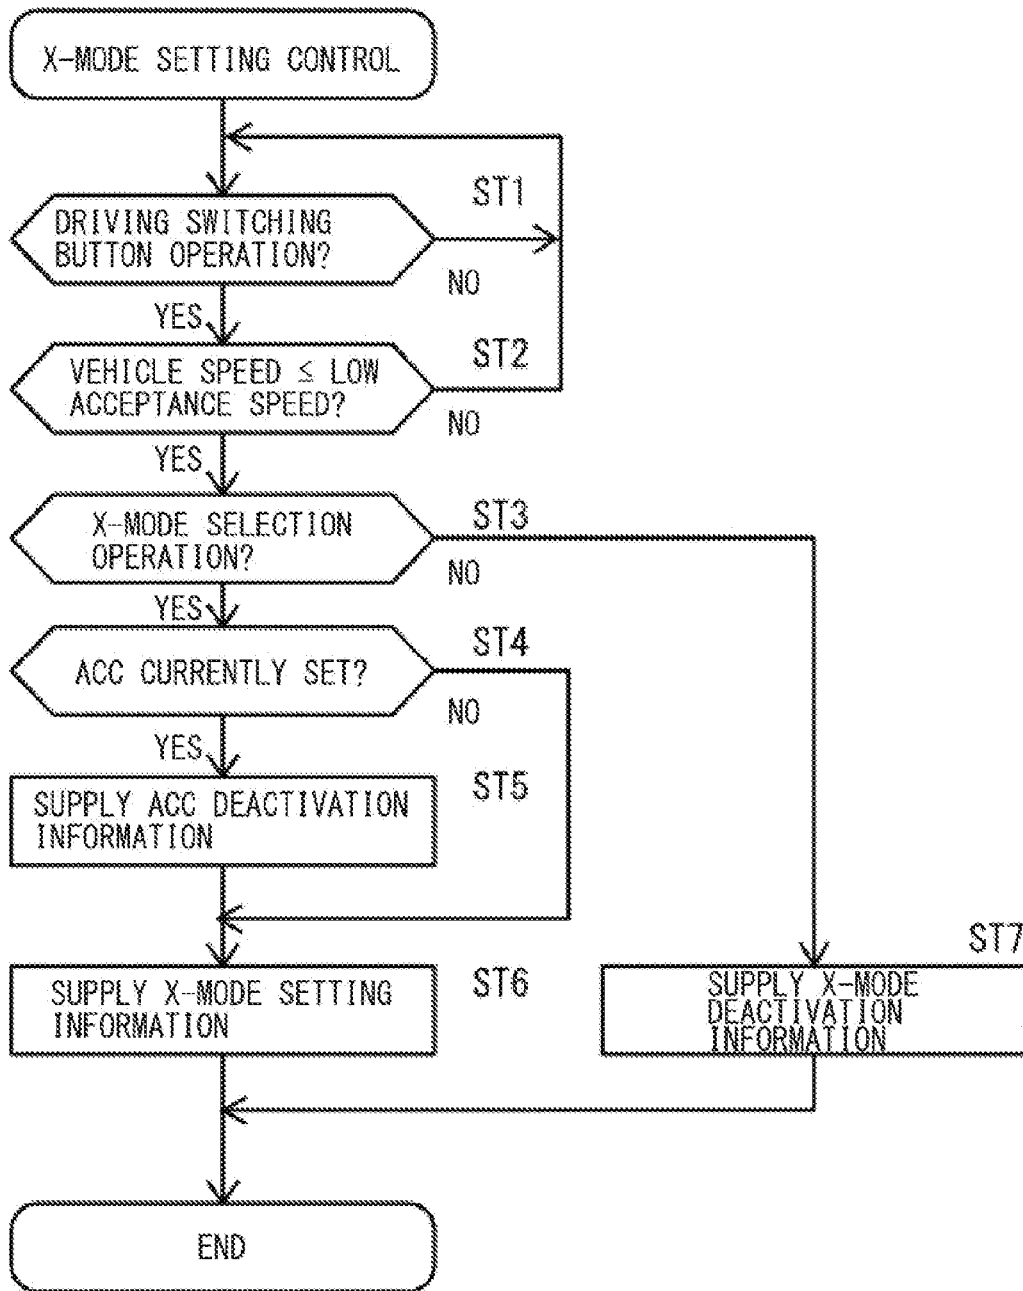 X-MODE SETTING CONTROL
ST1
DRIVING SWITCHING
BUTTON OPERATION?
NO
YES
ST2
VEHICLE SPEED ≤ LOW
ACCEPTANCE SPEED?
NO
YES
ST3
X-MODE SELECTION
OPERATION?
NO
YES
ST4
ACC CURRENTLY SET?
NO
YES
ST5
SUPPLY ACC DEACTIVATION
INFORMATION
ST6
SUPPLY X-MODE SETTING
INFORMATION
ST7
SUPPLY X-MODE
DEACTIVATION
INFORMATION
END